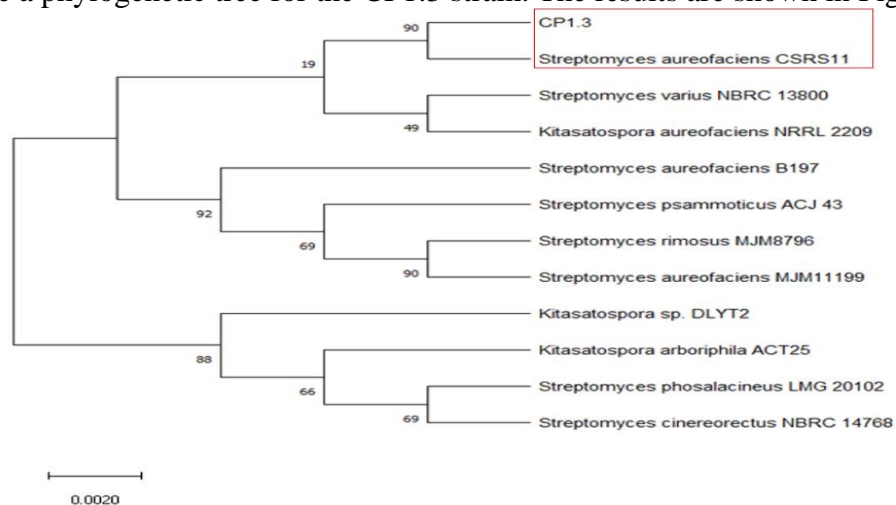 a phylogenetic tree for the CP1.3 strain. The results are shown in Fig
90
CP1.3
19
Streptomyces aureofaciens CSRS11
Streptomyces varius NBRC 13800
49
Kitasatospora aureofaciens NRRL 2209
Streptomyces aureofaciens B197
92
Streptomyces psammoticus ACJ 43
69
Streptomyces rimosus MJM8796
90
Streptomyces aureofaciens MJM11199
Kitasatospora sp. DLYT2
88
Kitasatospora arboriphila ACT25
66
Streptomyces phosalacineus LMG 20102
69
Streptomyces cinereorectus NBRC 14768
0.0020